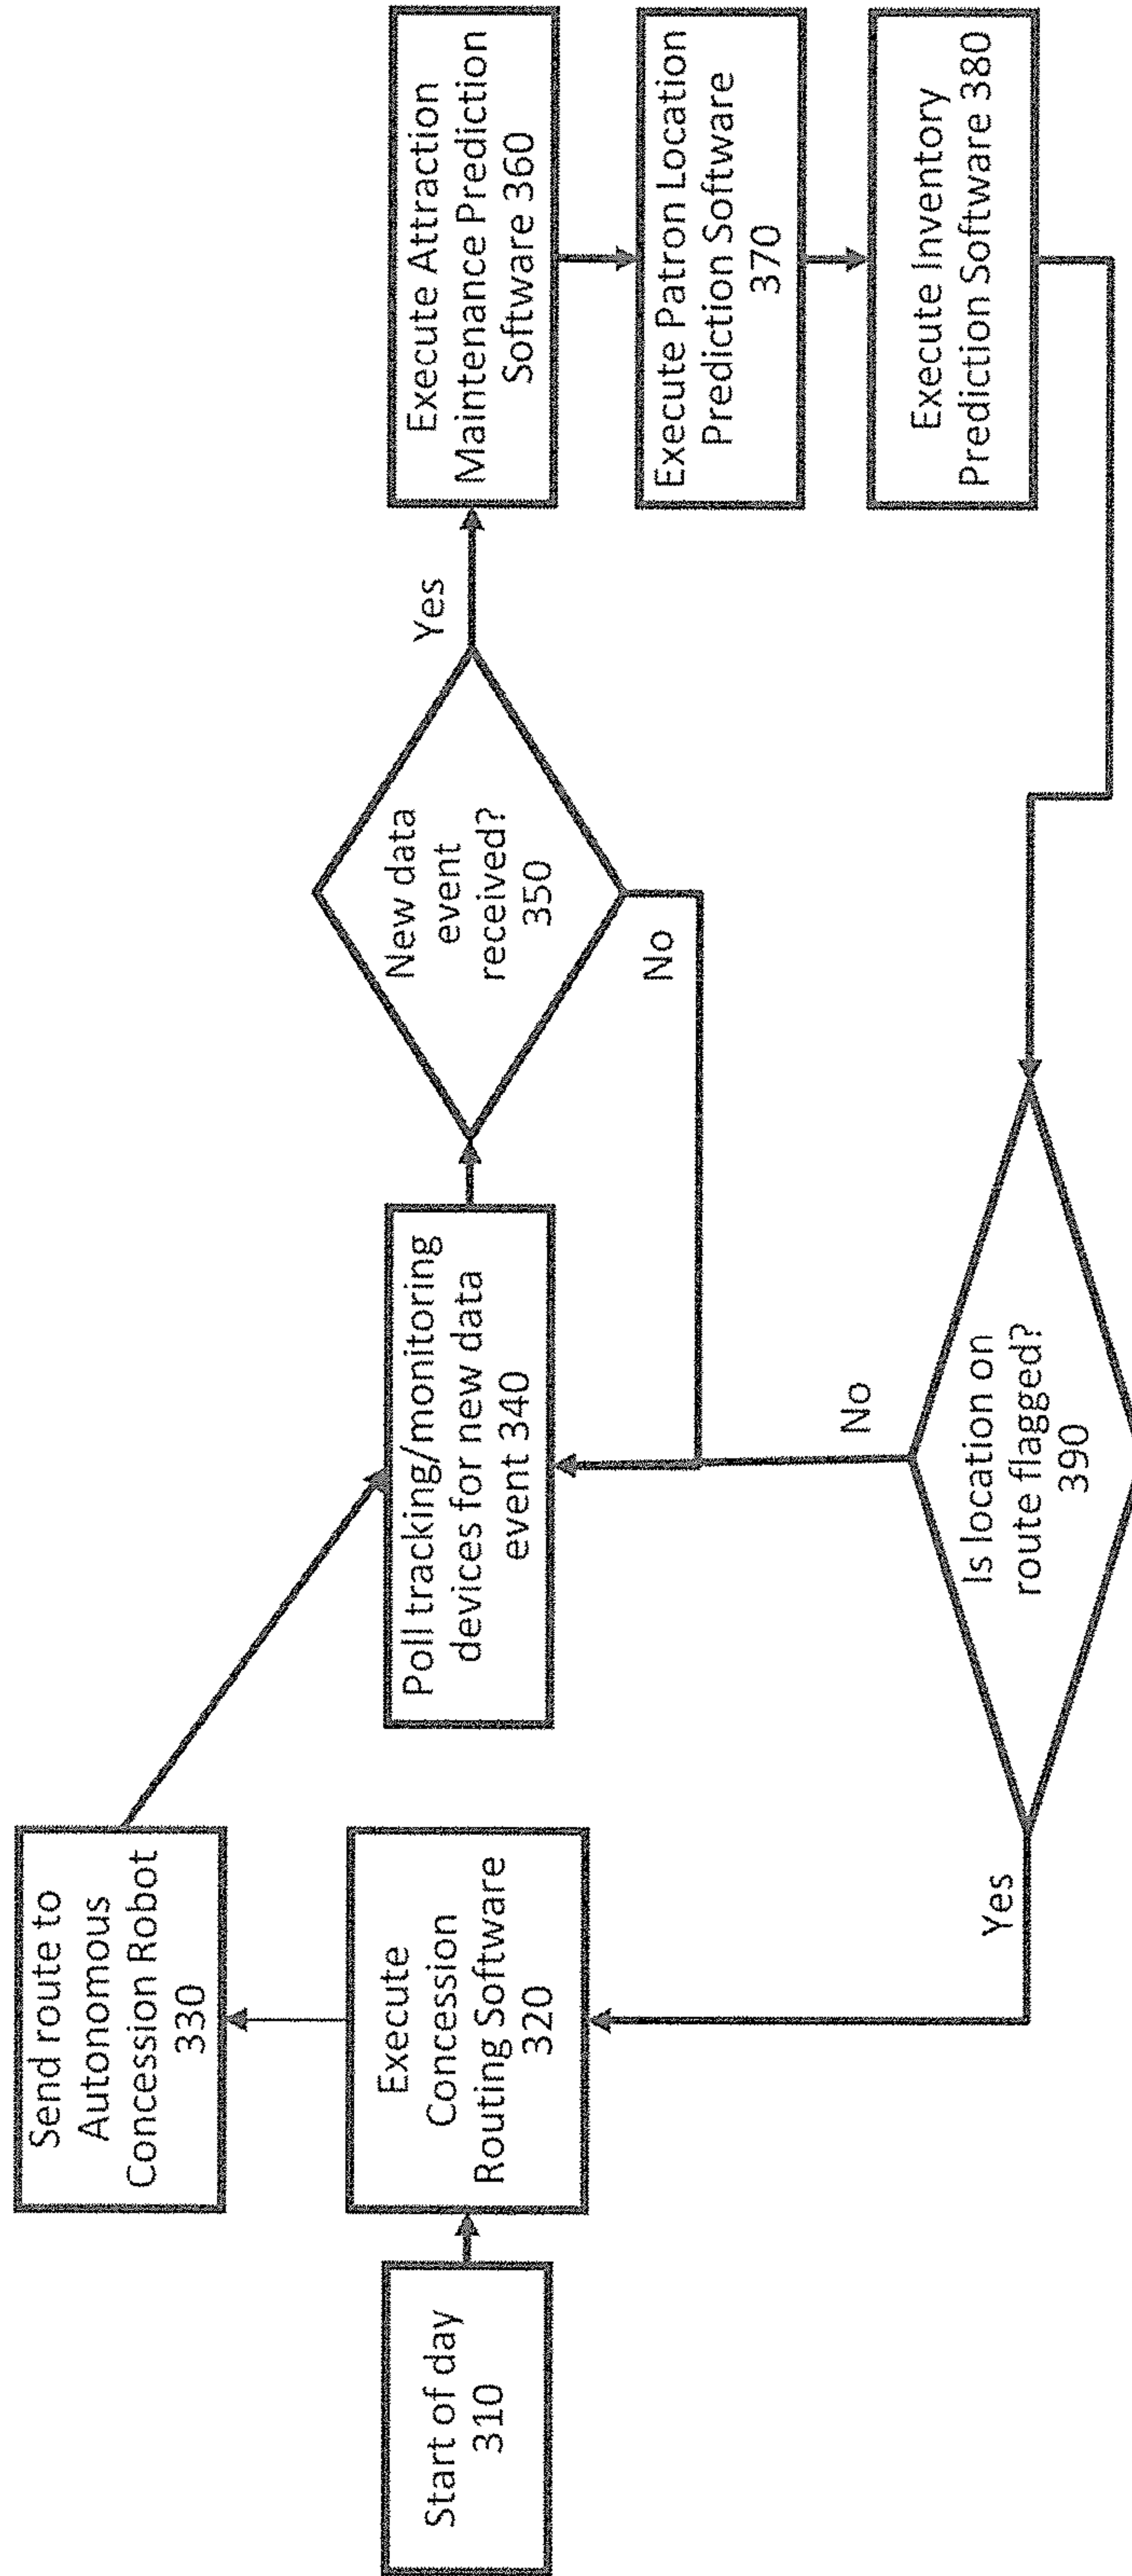 Start of day
310
Execute
Concession
Routing Software
320
Send route to
Autonomous
Concession Robot
330
Poll tracking/monitoring
devices for new data
event 340
New data
event
received?
350
Yes
No
Execute Attraction
Maintenance Prediction
Software 360
Execute Patron Location
Prediction Software
370
Execute Inventory
Prediction Software 380
Is location on
route flagged?
390
No
Yes